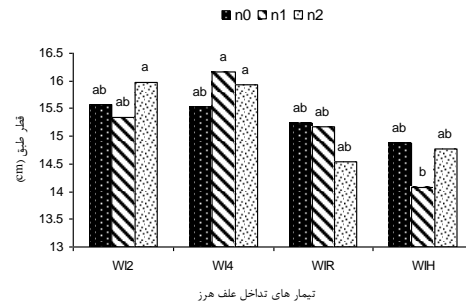 n0 n1 n2
16.5
16
15.5
15
14.5
14
13.5
13
قطر طبق (cm)
ab ab a
ab a a
ab ab ab
ab b ab
WI2 WI4 WIR WIH
تیمار های تداخل علف هرز